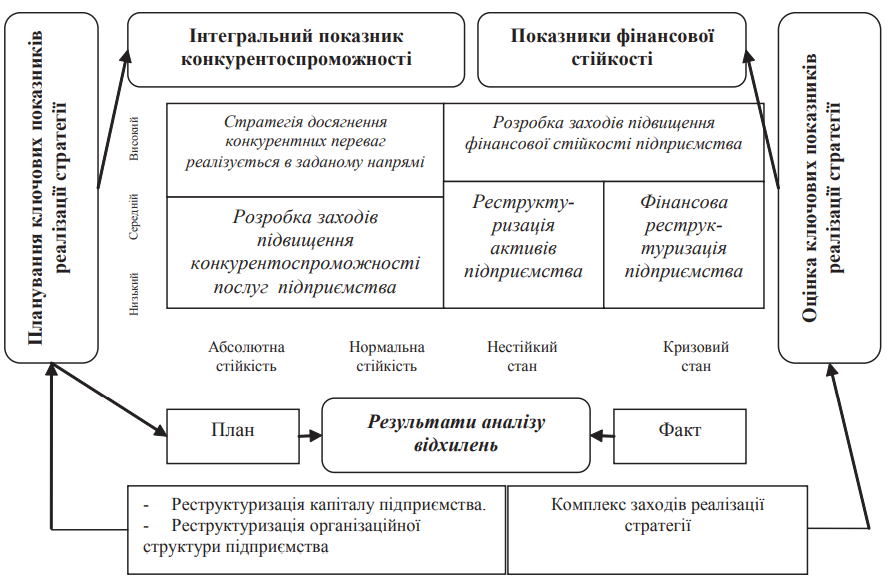 Планування ключових показників
реалізації стратегії
Інтегральний показник
конкурентоспроможності
Показники фінансової
стійкості
Оцінка ключових показників
реалізації стратегії
Високий
Середній
Низький
Стратегія досягнення
конкурентних переваг
реалізується в заданому напрямі
Розробка заходів підвищення
фінансової стійкості підприємства
Розробка заходів
підвищення
конкурентоспроможності
послуг підприємства
Реструкту-
ризація
активів
підприємства
Фінансова
реструк-
туризація
підприємства
Абсолютна
стійкість
Нормальна
стійкість
Нестійкий
стан
Кризовий
стан
План
Результати аналізу
відхилень
Факт
- Реструктуризація капіталу підприємства.
- Реструктуризація організаційної
структури підприємства
Комплекс заходів реалізації
стратегії